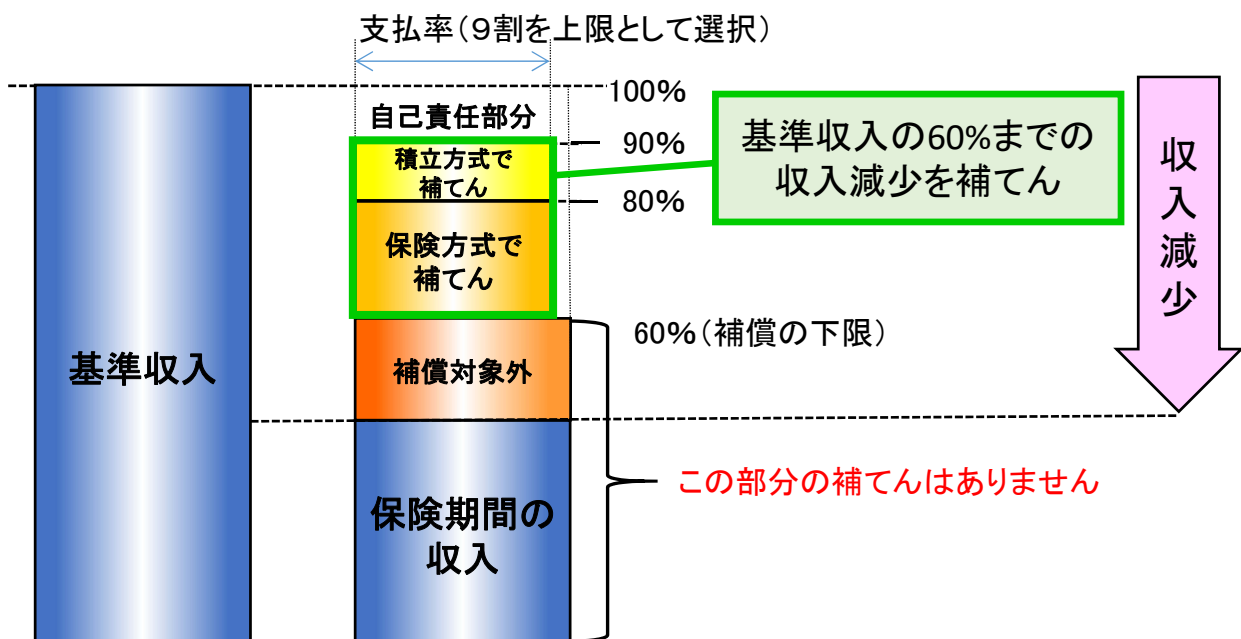 支払率(9割を上限として選択)
100%
自己責任部分
90%
積立方式で
補てん
80%
保険方式で
補てん
基準収入の60%までの
収入減少を補てん
収入減少
60%(補償の下限)
基準収入
補償対象外
この部分の補てんはありません
保険期間の
収入